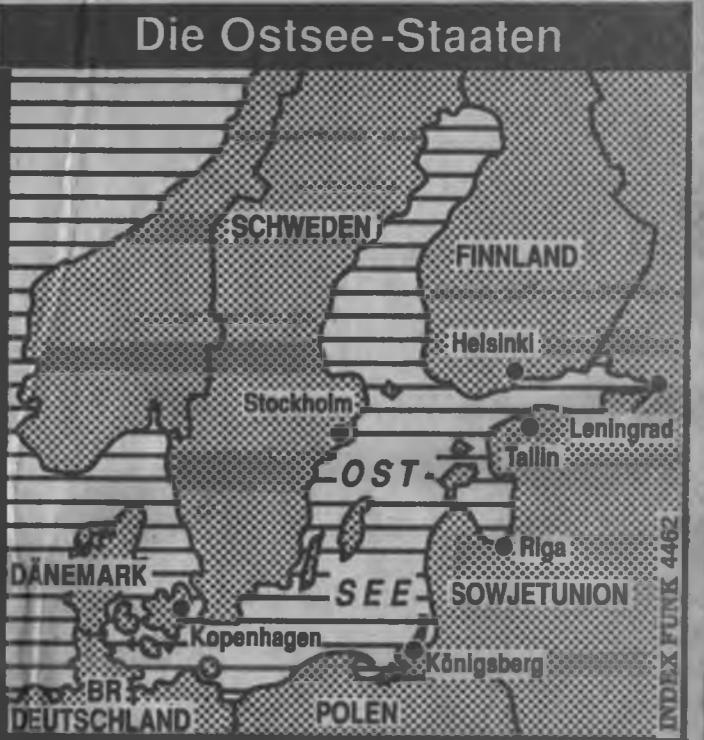 Die Ostsee-Staaten
SCHWEDEN
FINNLAND
Helsinki
Stockholm
Leningrad
Tallin
OST-
Riga
DÄNEMARK
SEE
SOWJETUNION
Kopenhagen
Königsberg
BR
DEUTSCHLAND
POLEN
INDEX FUNK 4462